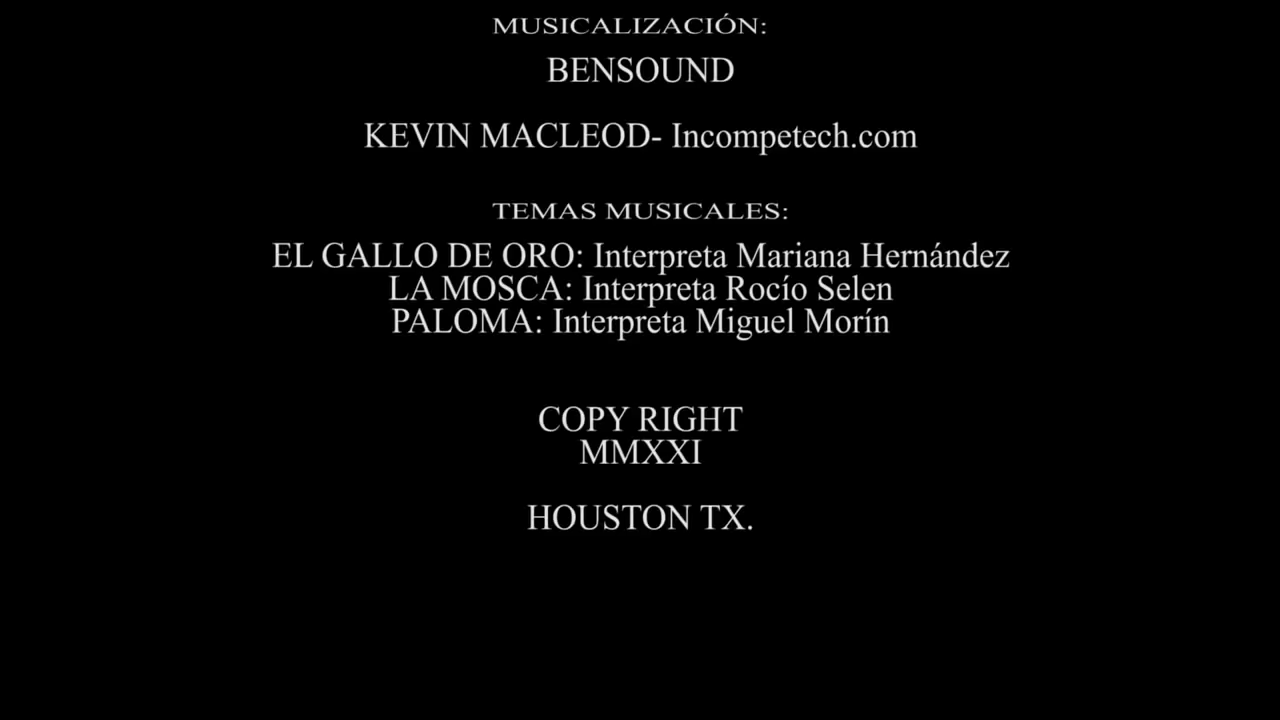 MUSICALIZACIÓN:
BENSOUND
KEVIN MACLEOD- Incompetech.com
TEMAS MUSICALES:
EL GALLO DE ORO: Interpreta Mariana Hernández
LA MOSCA: Interpreta Rocío Selen
PALOMA: Interpreta Miguel Morín
COPY RIGHT
MMXXI
HOUSTON TX.